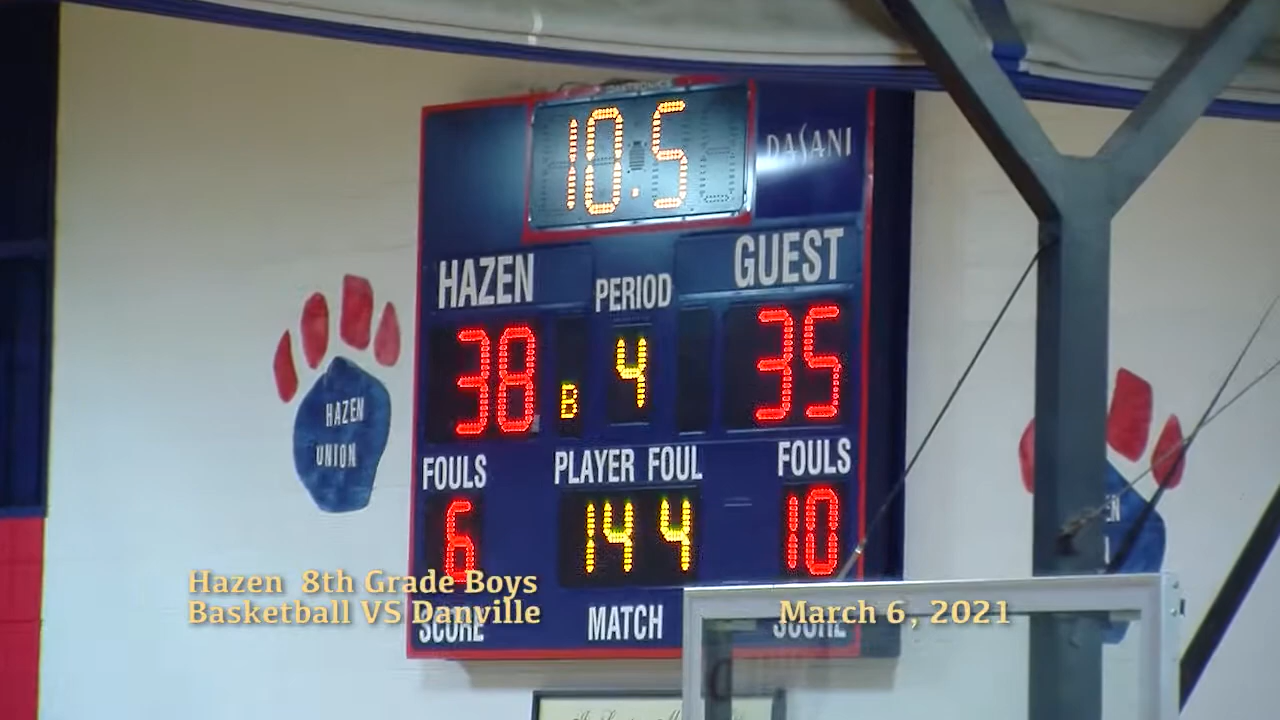 10.5
DASANI
HAZEN
PERIOD
GUEST
38
B
4
35
HAZEN
UNION
FOULS
PLAYER FOUL
FOULS
6
14 4
10
Hazen 8th Grade Boys
Basketball VS Danville
March 6, 2021
SCORE
MATCH
SCORE